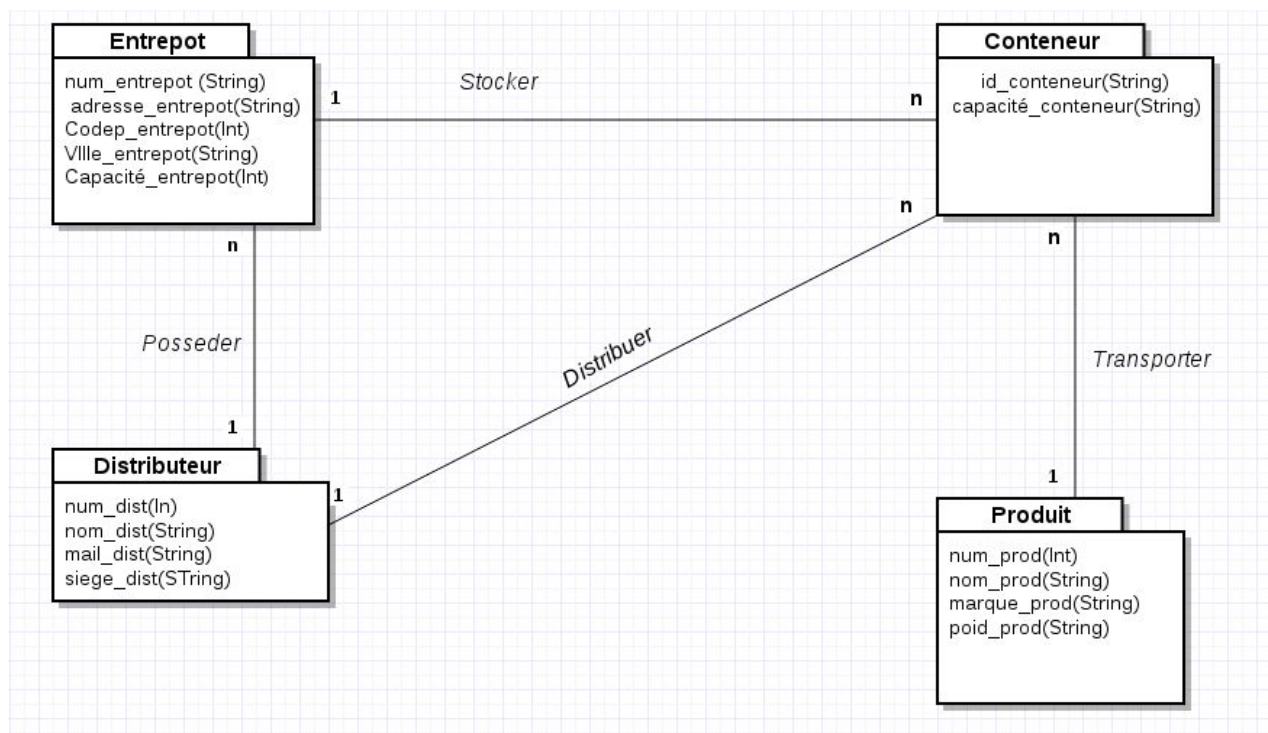 Entrepot
num_entrepot (String)
adresse_entrepot(String)
Codep_entrepot(Int)
VIlle_entrepot(String)
Capacité_entrepot(Int)
1
Stocker
n
Conteneur
id_conteneur(String)
capacité_conteneur(String)
n
n
n
Posseder
1
Distribuer
Transporter
Distributeur
num_dist(In)
nom_dist(String)
mail_dist(String)
siege_dist(STring)
1
1
Produit
num_prod(Int)
nom_prod(String)
marque_prod(String)
poid_prod(String)